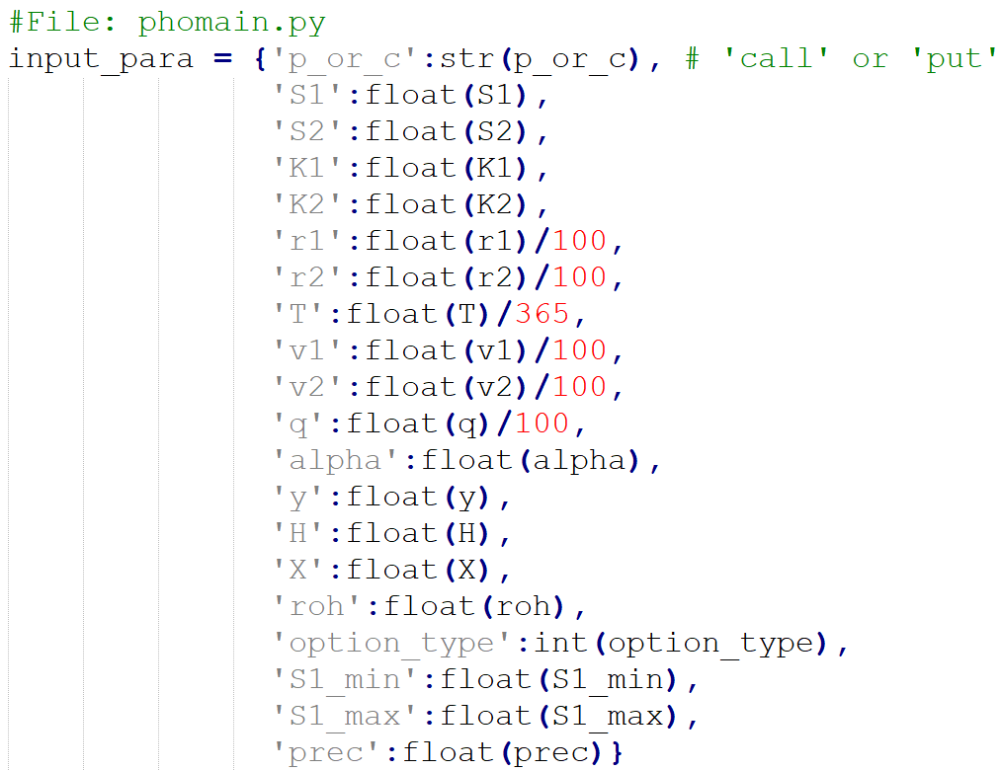 #File: phomain.py
input_para = {'p_or_c':str(p_or_c), # 'call' or 'put'
'S1':float(S1),
'S2':float(S2),
'K1':float(K1),
'K2':float(K2),
'r1':float(r1)/100,
'r2':float(r2)/100,
'T':float(T)/365,
'v1':float(v1)/100,
'v2':float(v2)/100,
'q':float(q)/100,
'alpha':float(alpha),
'y':float(y),
'H':float(H),
'X':float(X),
'roh':float(roh),
'option_type':int(option_type),
'S1_min':float(S1_min),
'S1_max':float(S1_max),
'prec':float(prec)}